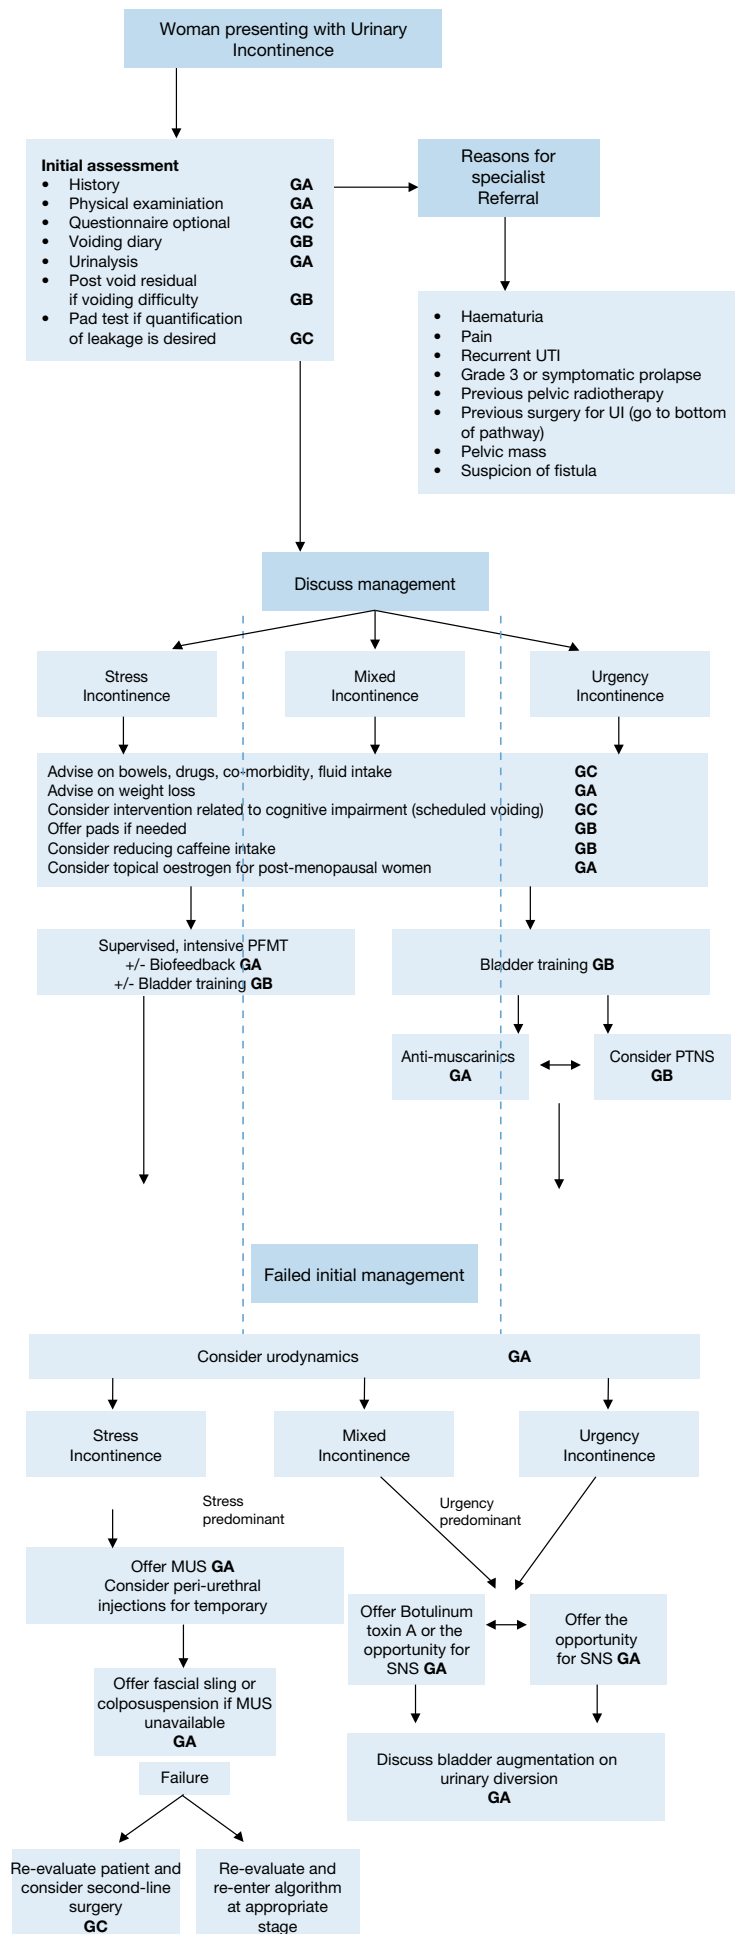 Woman presenting with Urinary
Incontinence
Initial assessment
• History GA
• Physical examiniation GA
• Questionnaire optional GC
• Voiding diary GB
• Urinalysis GA
• Post void residual
if voiding difficulty GB
• Pad test if quantification
of leakage is desired GC
Reasons for
specialist
Referral
• Haematuria
• Pain
• Recurrent UTI
• Grade 3 or symptomatic prolapse
• Previous pelvic radiotherapy
• Previous surgery for UI (go to bottom
of pathway)
• Pelvic mass
• Suspicion of fistula
Discuss management
Stress
Incontinence
Mixed
Incontinence
Urgency
Incontinence
Advise on bowels, drugs, co-morbidity, fluid intake GC
Advise on weight loss GA
Consider intervention related to cognitive impairment (scheduled voiding) GC
Offer pads if needed GB
Consider reducing caffeine intake GB
Consider topical oestrogen for post-menopausal women GA
Supervised, intensive PFMT
+/- Biofeedback GA
+/- Bladder training GB
Bladder training GB
Anti-muscarinics
GA
Consider PTNS
GB
Failed initial management
Consider urodynamics GA
Stress
Incontinence
Mixed
Incontinence
Urgency
Incontinence
Stress
predominant
Urgency
predominant
Offer MUS GA
Consider peri-urethral
injections for temporary
Offer fascial sling or
colposuspension if MUS
unavailable
GA
Failure
Re-evaluate patient and
consider second-line
surgery
GC
Re-evaluate and
re-enter algorithm
at appropriate
stage
Offer Botulinum
toxin A or the
opportunity for
SNS GA
Offer the
opportunity
for SNS GA
Discuss bladder augmentation on
urinary diversion
GA